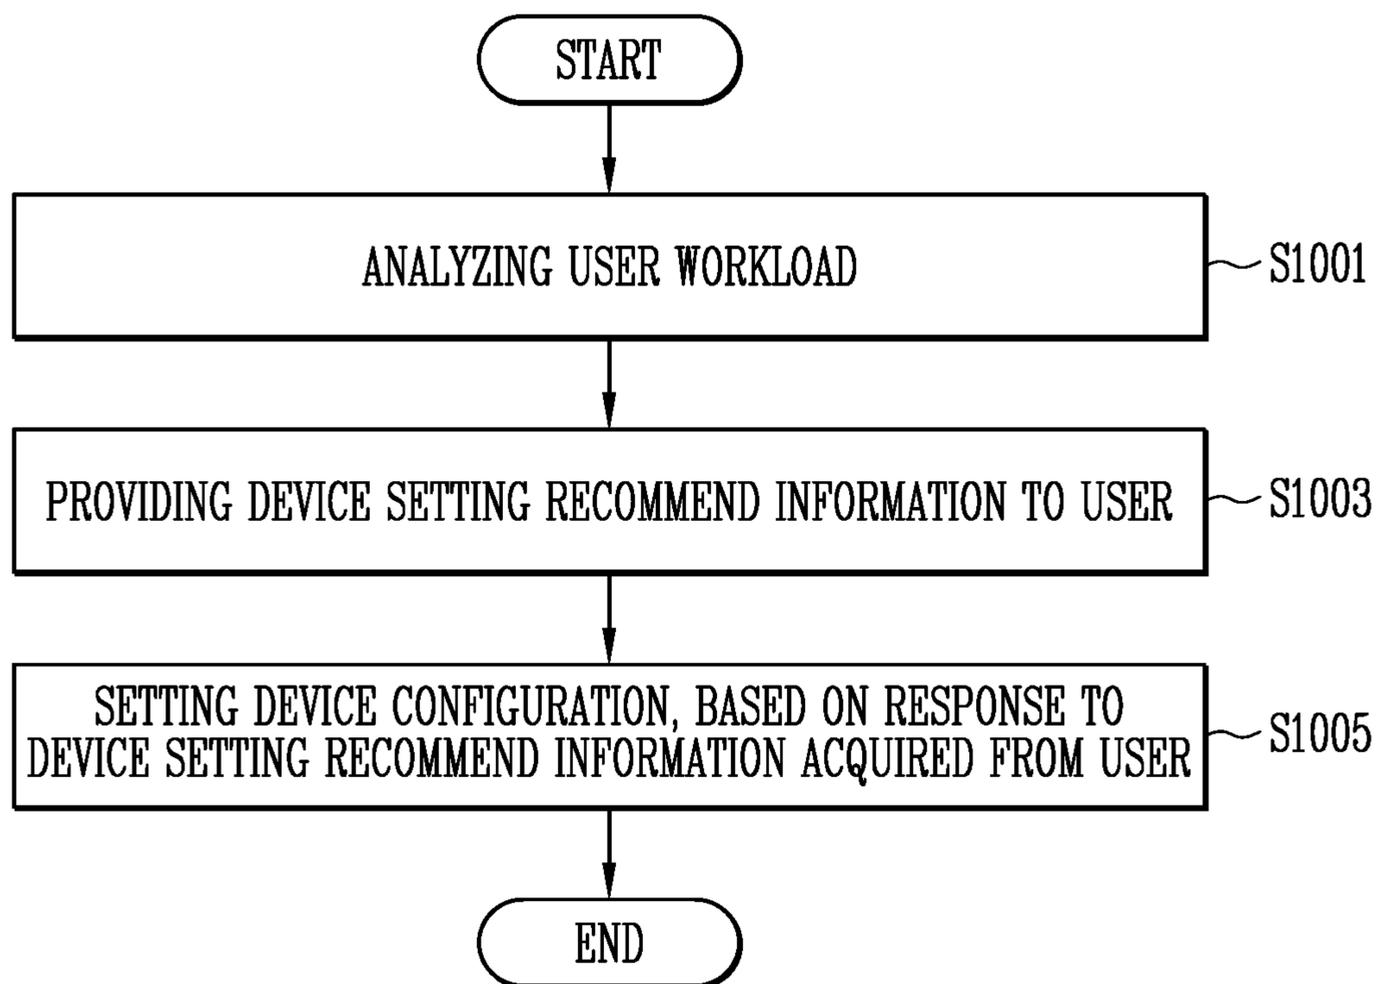 START
ANALYZING USER WORKLOAD
S1001
PROVIDING DEVICE SETTING RECOMMEND INFORMATION TO USER
S1003
SETTING DEVICE CONFIGURATION, BASED ON RESPONSE TO
DEVICE SETTING RECOMMEND INFORMATION ACQUIRED FROM USER
S1005
END